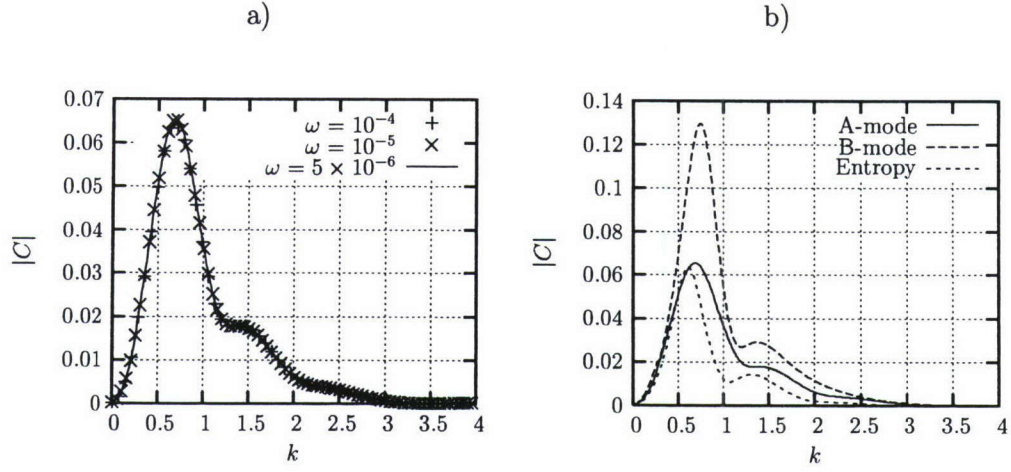 a)
0.07
0.06
0.05
0.04
0.03
0.02
0.01
0
|C|
ω = 10⁻⁴ +
ω = 10⁻⁵ ×
ω = 5 × 10⁻⁶
0 0.5 1 1.5 2 2.5 3 3.5 4
k
b)
0.14
0.12
0.1
0.08
0.06
0.04
0.02
0
|C|
A-mode
B-mode
Entropy
0 0.5 1 1.5 2 2.5 3 3.5 4
k